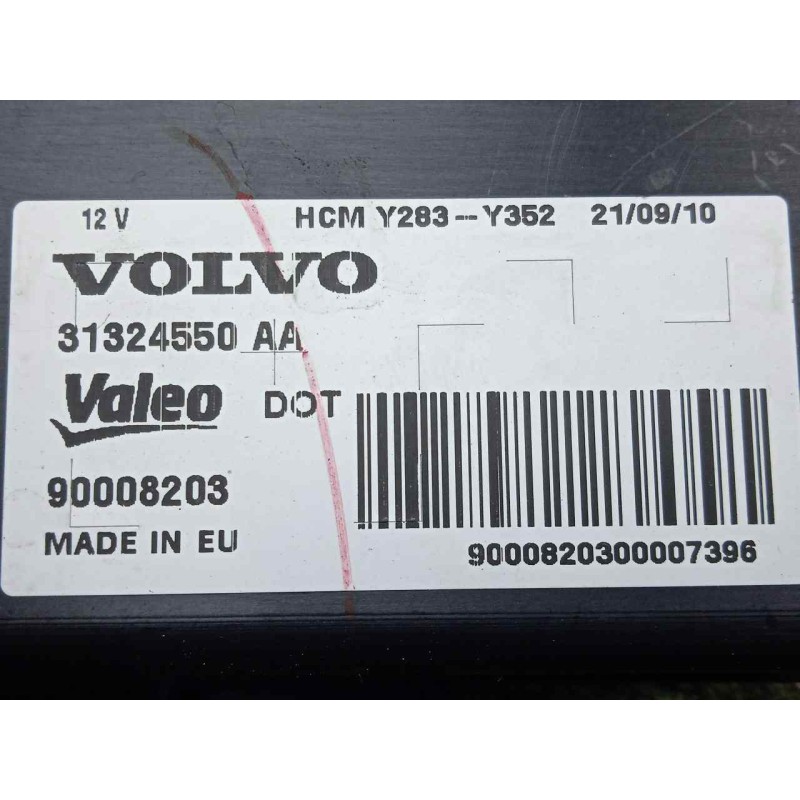 12 V HCM Y283--Y352 21/09/10
VOLVO
31324550 AA
Valeo DOT
90008203
MADE IN EU
9000820300007396